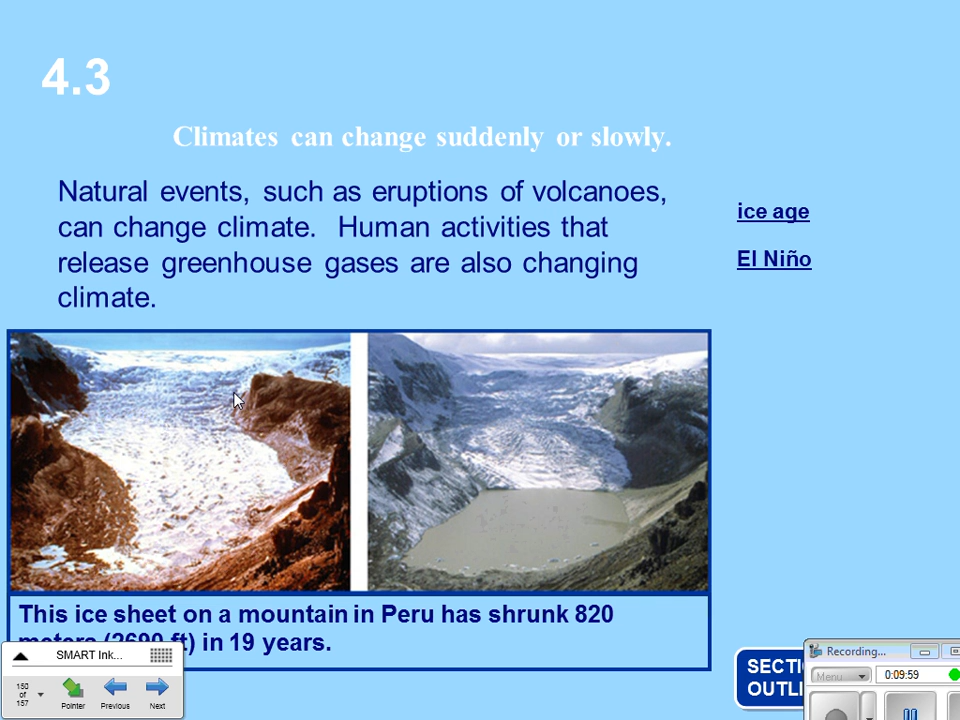 4.3
Climates can change suddenly or slowly.
Natural events, such as eruptions of volcanoes,
can change climate. Human activities that
release greenhouse gases are also changing
climate.
ice age
El Niño
This ice sheet on a mountain in Peru has shrunk 820
meters (2690 ft) in 19 years.
SMART Ink...
150
of
157
Pointer Previous Next
Recording...
Menu
0:09:59